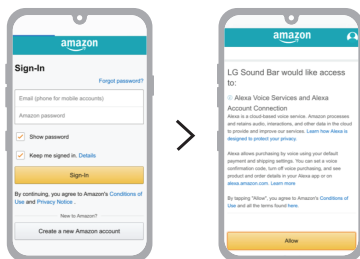 amazon
Sign-In
Forgot password?
Email (phone for mobile accounts)
Amazon password
Show password
Keep me signed in. Details
Sign-In
By continuing, you agree to Amazon's Conditions of
Use and Privacy Notice .
New to Amazon?
Create a new Amazon account
amazon
LG Sound Bar would like access
to:
Alexa Voice Services and Alexa
Account Connection
Alexa is a cloud-based voice service. Amazon processes
and retains audio, interactions, and other data in the cloud
to provide and improve our services. Learn how Alexa is
designed to protect your privacy.
Alexa allows purchasing by voice using your default
payment and shipping settings. You can set a voice
confirmation code, turn off voice purchasing, and see
product and order details in your Alexa app or on
alexa.amazon.com. Learn more
By tapping "Allow", you agree to Amazon's Conditions of
Use and all the terms found here.
Allow